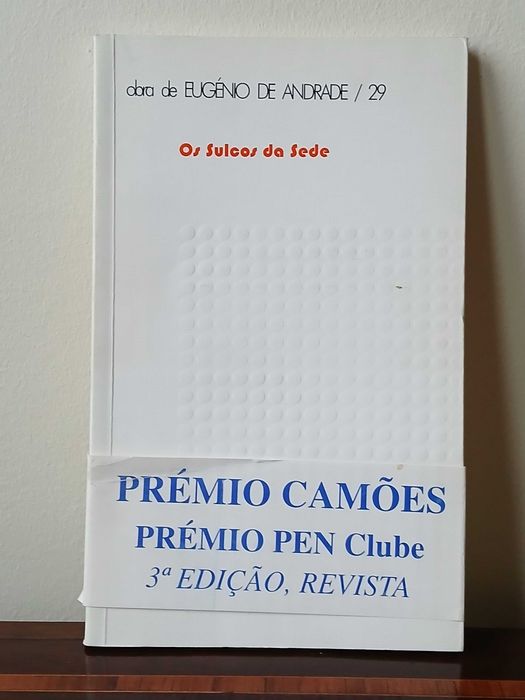 obra de EUGÉNIO DE ANDRADE / 29
Os Sulcos da Sede
PRÉMIO CAMÕES
PRÉMIO PEN Clube
3ª EDIÇÃO, REVISTA